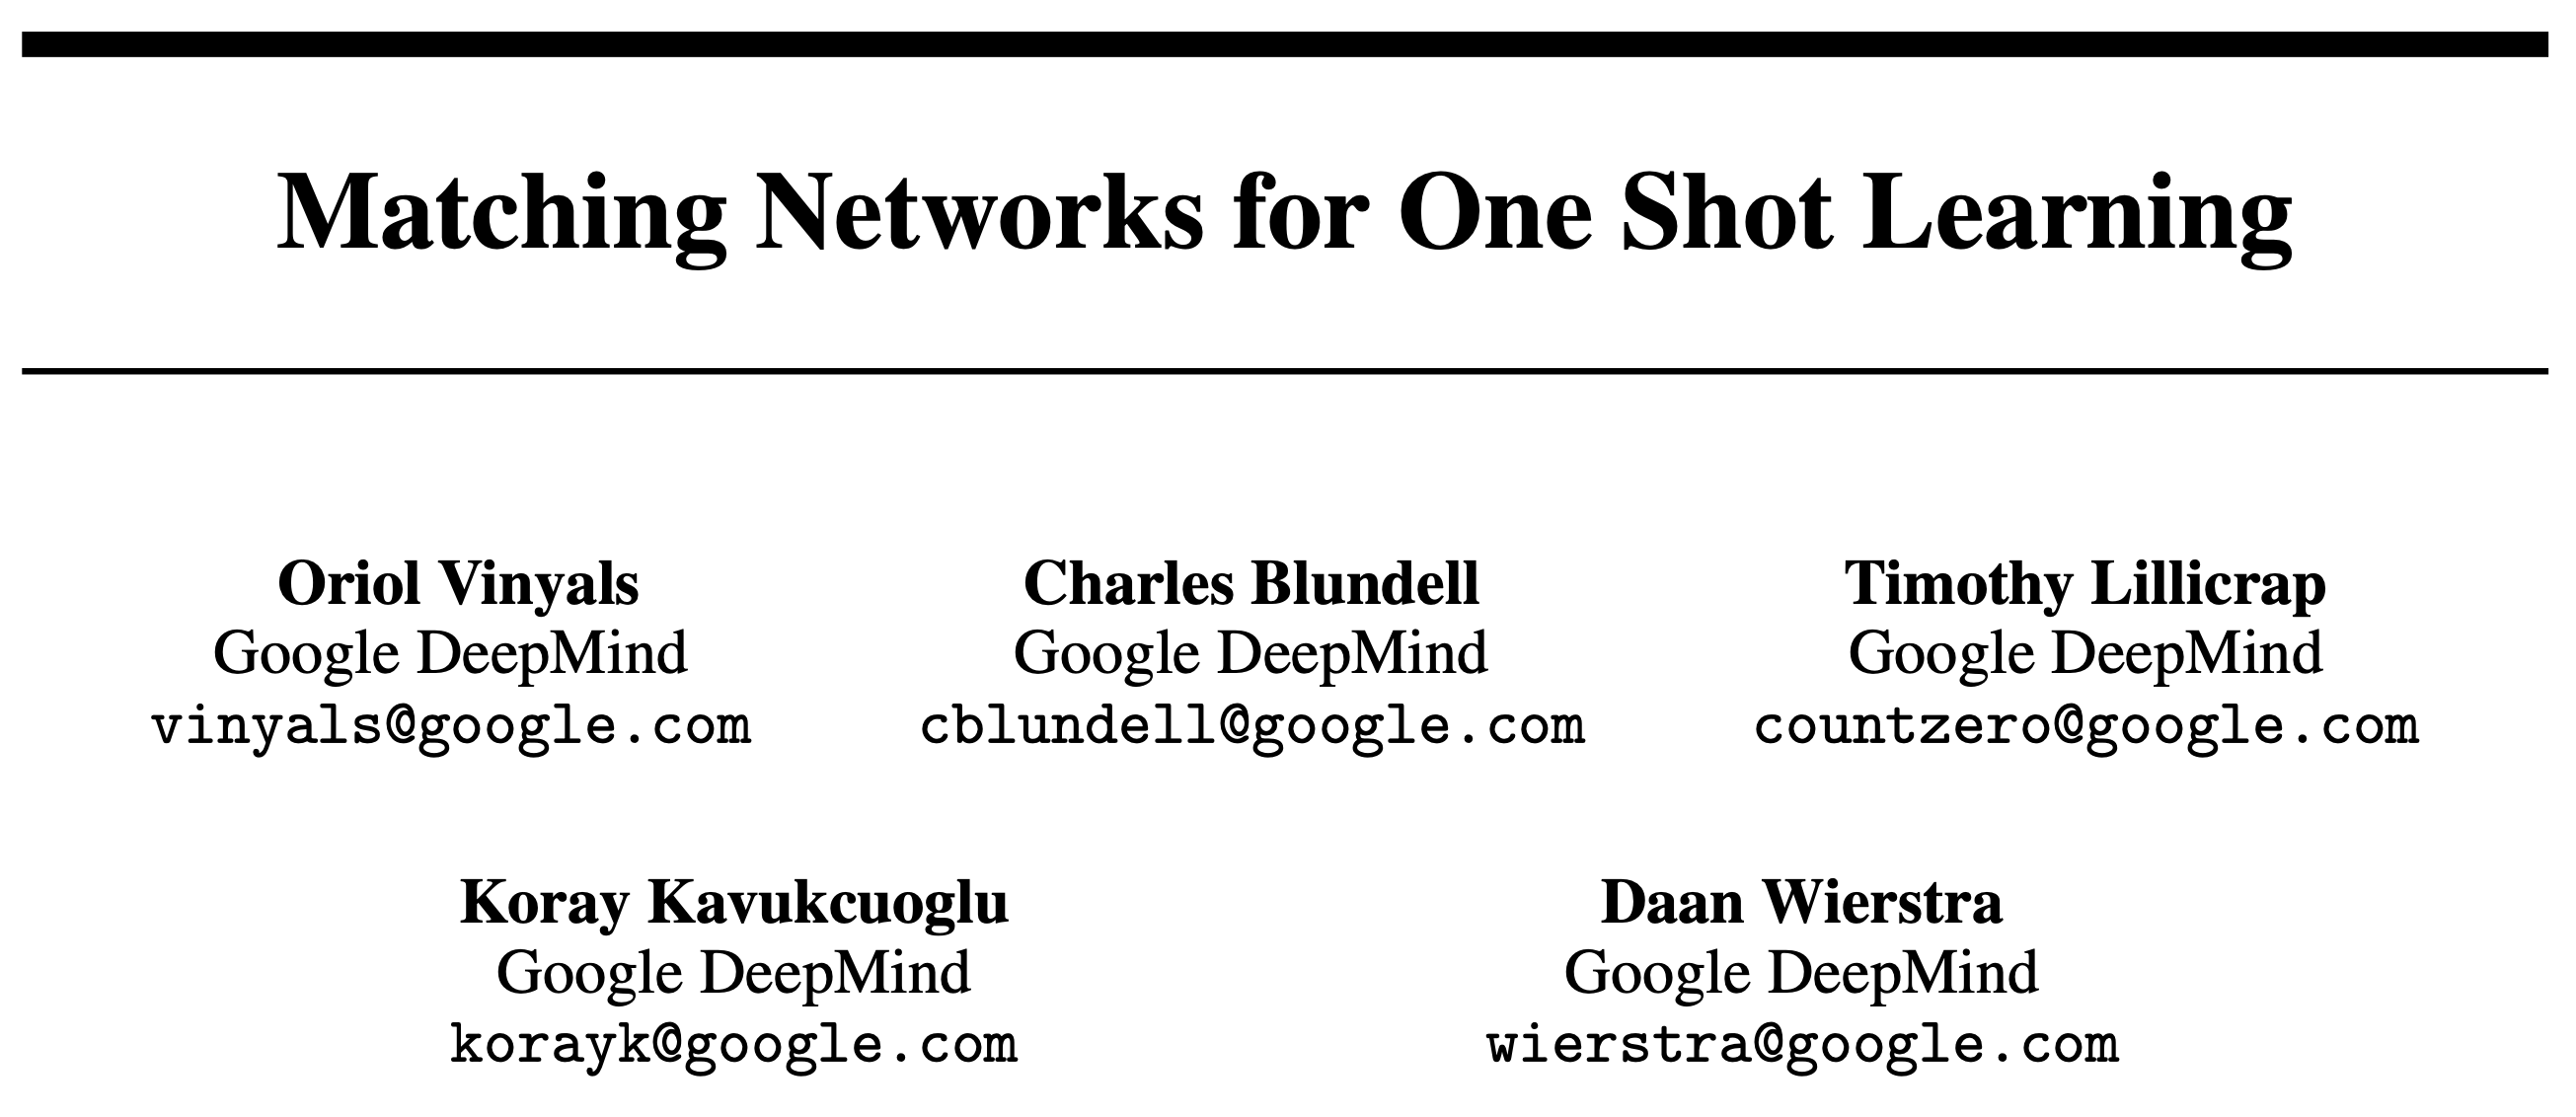 Matching Networks for One Shot Learning
Oriol Vinyals
Google DeepMind
vinyals@google.com
Charles Blundell
Google DeepMind
cblundell@google.com
Timothy Lillicrap
Google DeepMind
countzero@google.com
Koray Kavukcuoglu
Google DeepMind
korayk@google.com
Daan Wierstra
Google DeepMind
wierstra@google.com